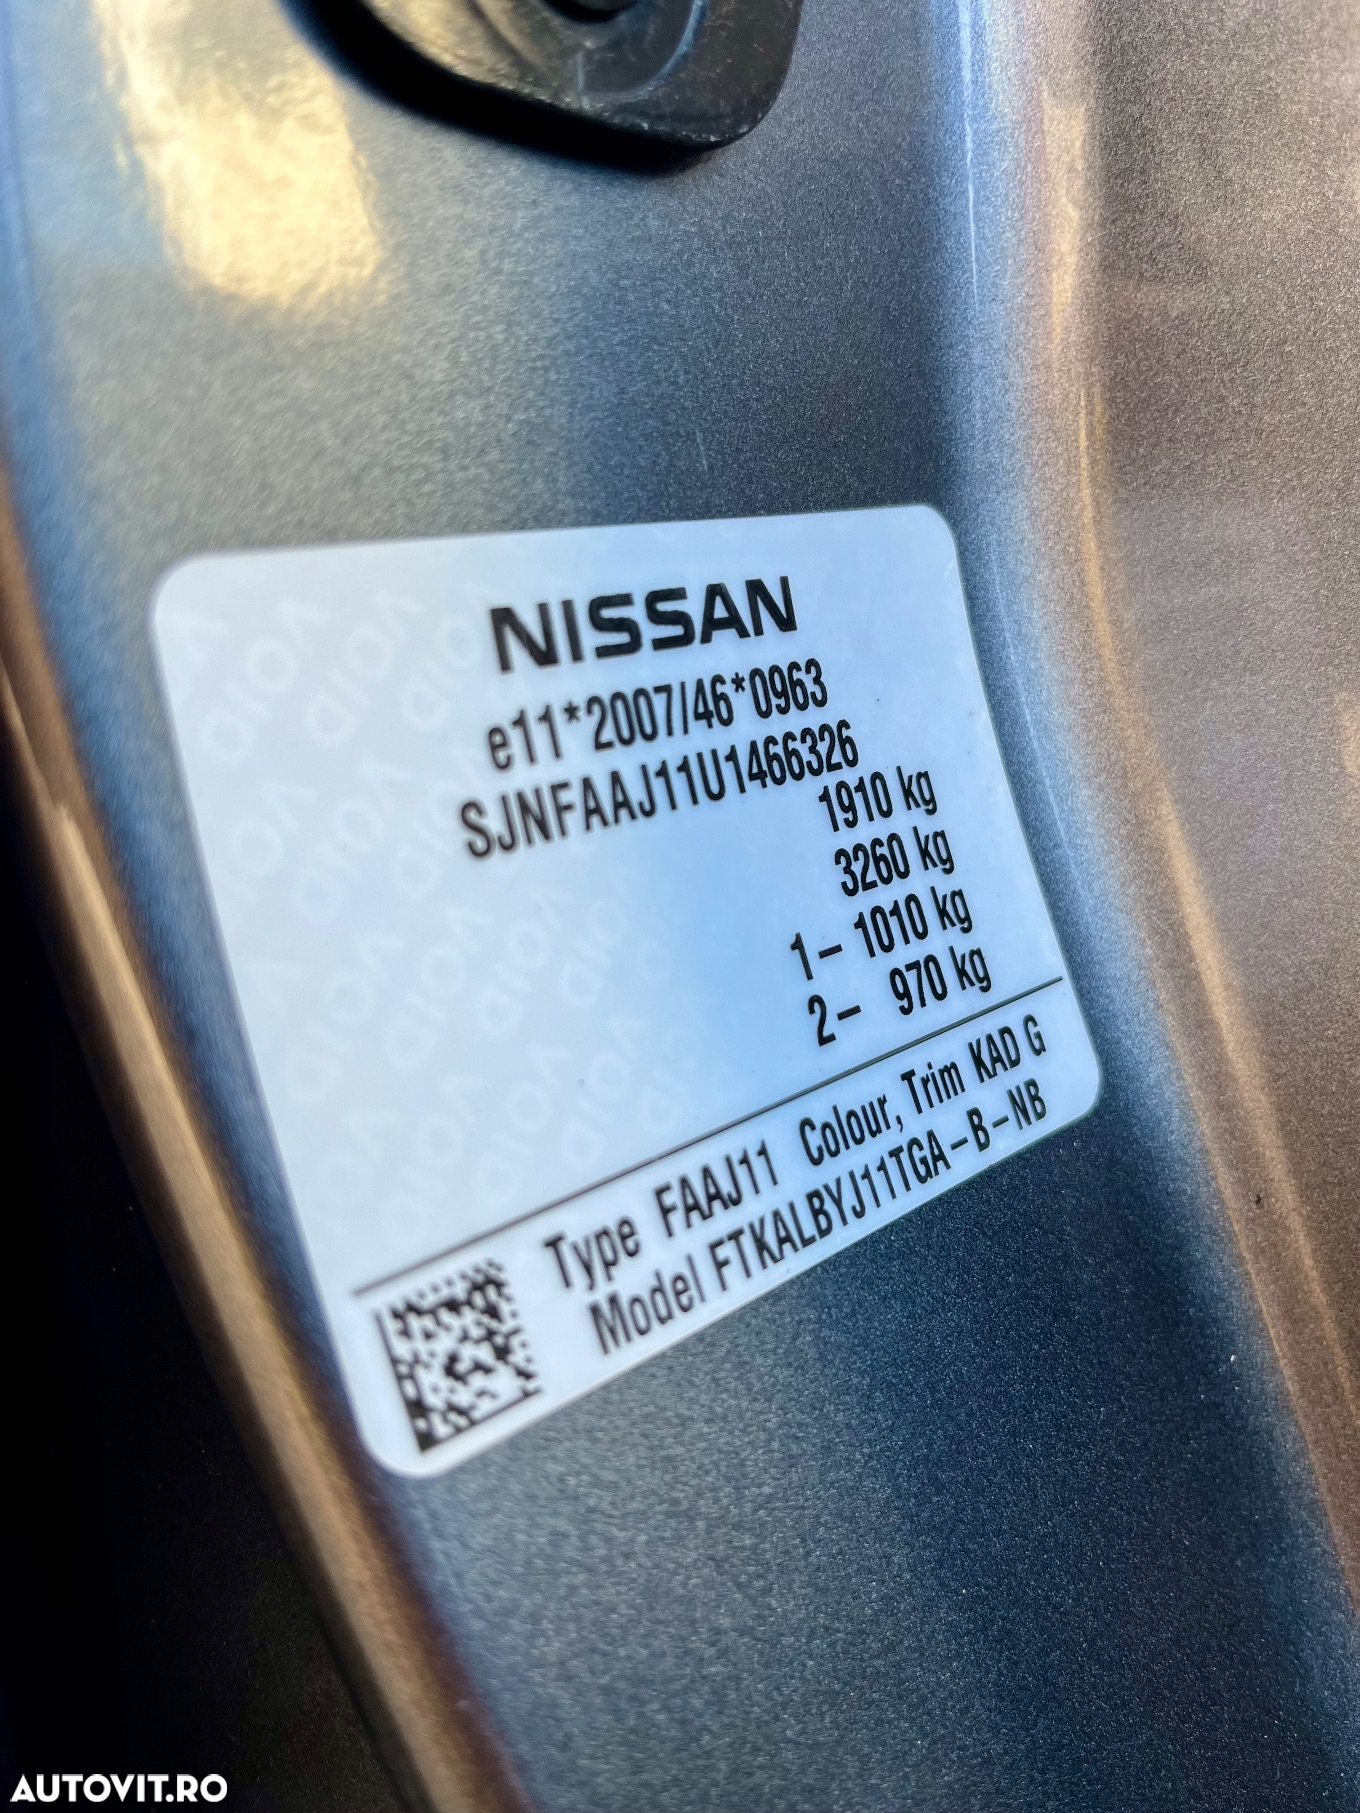 NISSAN
e11*2007/46*0963
SJNFAAJ11U1466326
1910 kg
3260 kg
1- 1010 kg
2- 970 kg
Type FAAJ11 Colour, Trim KAD G
Model FTKALBYJ11TGA-B-NB
AUTOVIT.RO